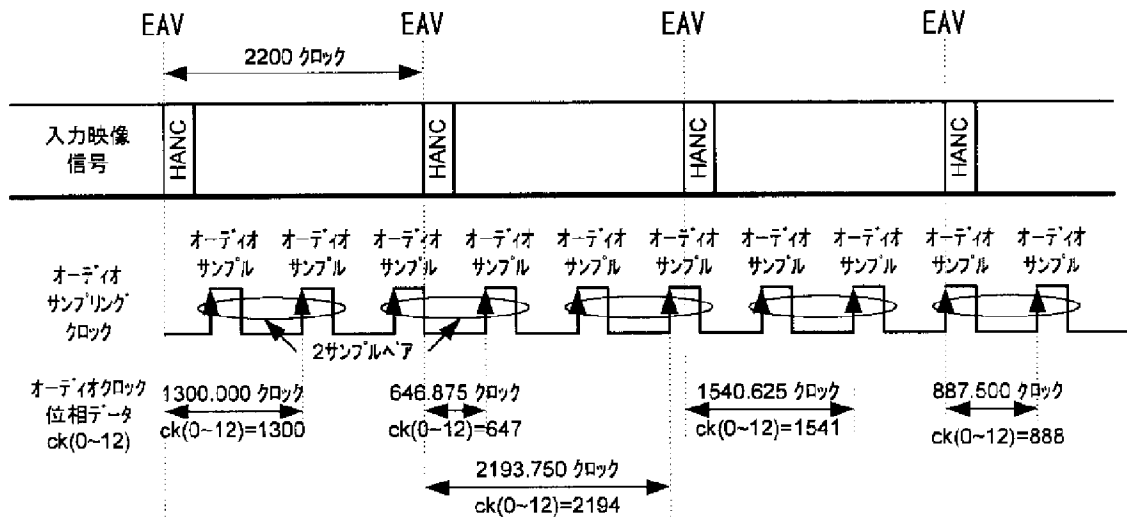 EAV EAV EAV EAV
2200 クロック
入力映像
信号
HANC HANC HANC HANC
オーディオ オーディオ オーディオ オーディオ オーディオ オーディオ オーディオ オーディオ オーディオ オーディオ
サンプル サンプル サンプル サンプル サンプル サンプル サンプル サンプル サンプル サンプル
オーディオ
サンプリング
クロック
2サンプルペア
オーディオクロック
位相データ
ck(0~12)
1300.000 クロック 646.875 クロック 1540.625 クロック 887.500 クロック
ck(0~12)=1300 ck(0~12)=647 ck(0~12)=1541 ck(0~12)=888
2193.750 クロック
ck(0~12)=2194